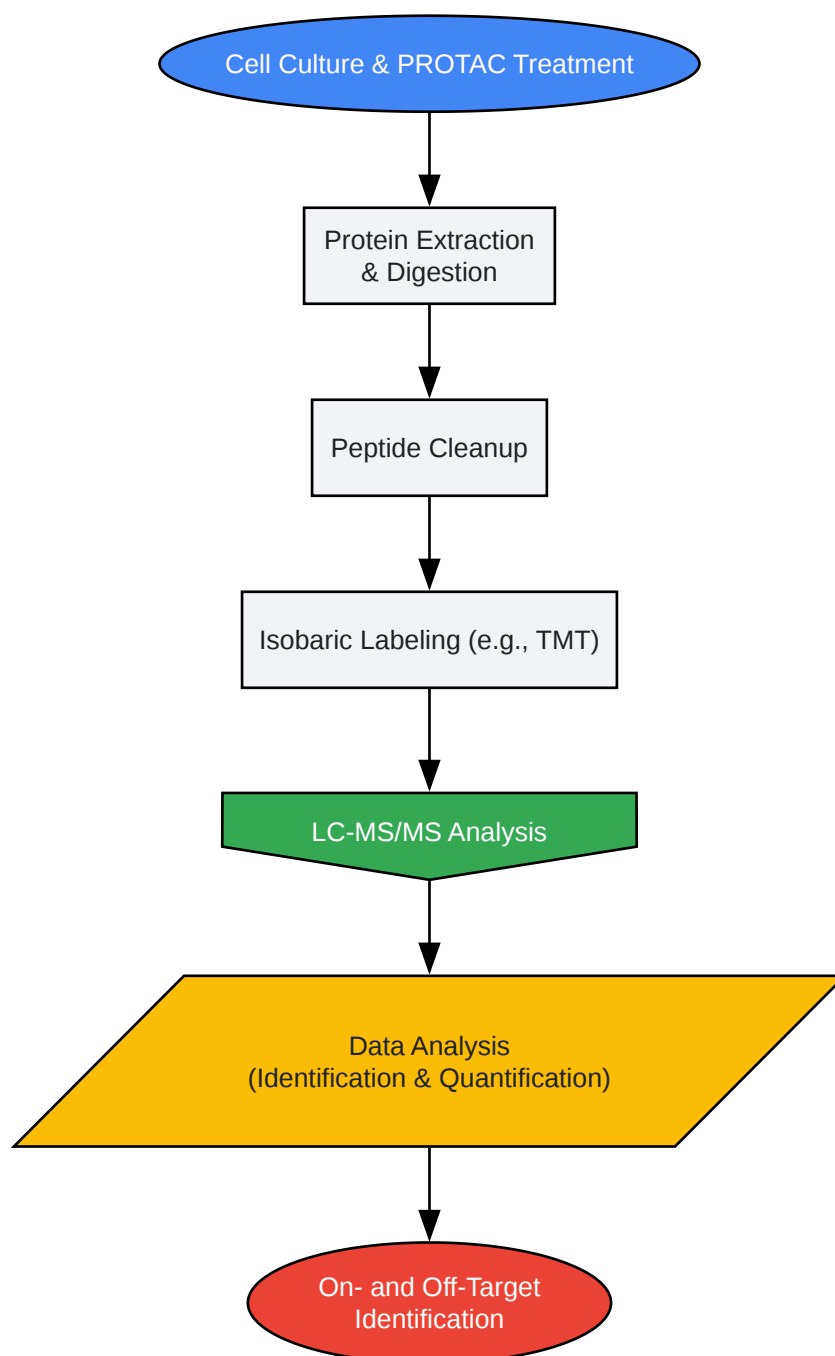 Cell Culture & PROTAC Treatment
Protein Extraction
& Digestion
Peptide Cleanup
Isobaric Labeling (e.g., TMT)
LC-MS/MS Analysis
Data Analysis
(Identification & Quantification)
On- and Off-Target
Identification